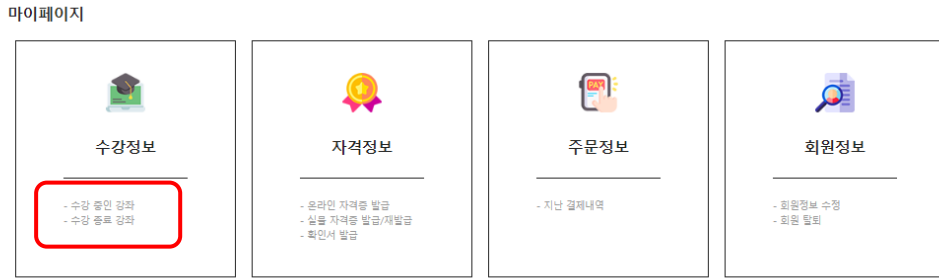 마이페이지
PAY
수강정보
자격정보
주문정보
회원정보
- 수강 중인 강좌
- 수강 종료 강좌
- 온라인 자격증 발급
- 실물 자격증 발급/재발급
- 확인서 발급
- 지난 결제내역
- 회원정보 수정
- 회원 탈퇴